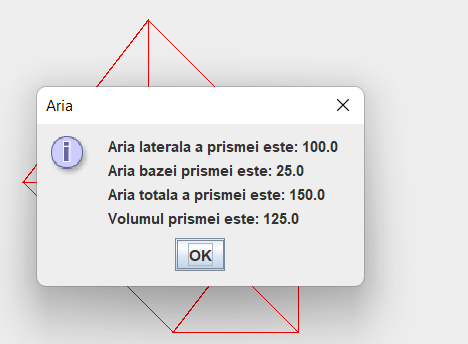 Aria
Aria laterala a prismei este: 100.0
Aria bazei prismei este: 25.0
Aria totala a prismei este: 150.0
Volumul prismei este: 125.0
OK